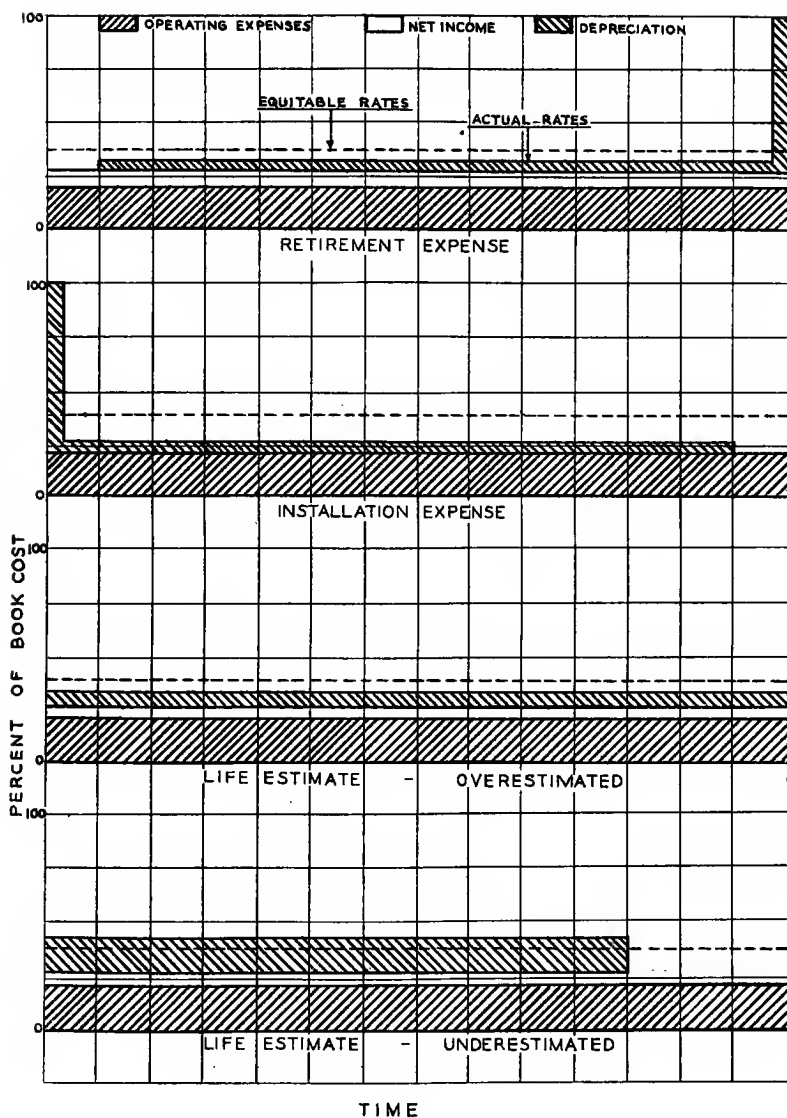 100
OPERATING EXPENSES NET INCOME DEPRECIATION
EQUITABLE RATES
ACTUAL-RATES
0
RETIREMENT EXPENSE
100
0
INSTALLATION EXPENSE
PERCENT OF BOOK COST
100
0
LIFE ESTIMATE - OVERESTIMATED
100
0
LIFE ESTIMATE - UNDERESTIMATED
TIME